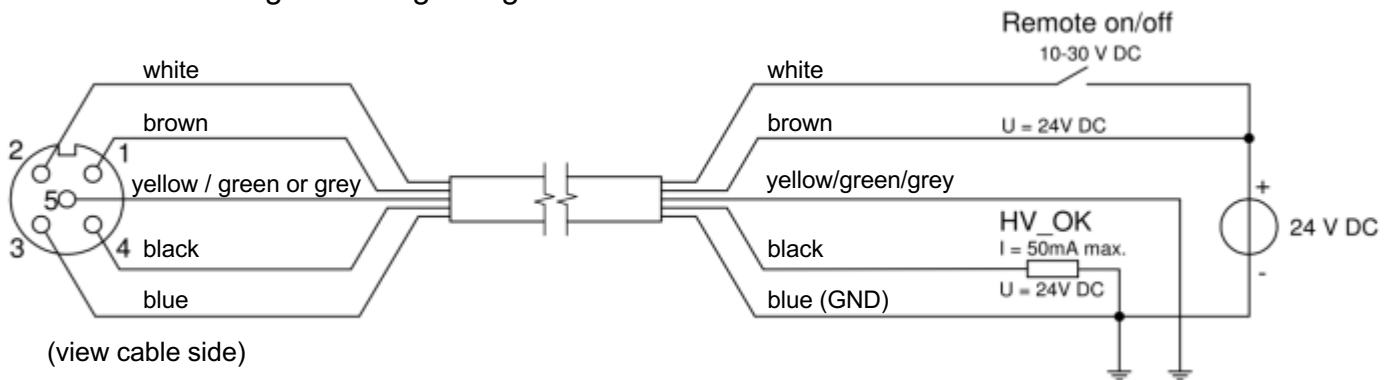 Remote on/off
10-30 V DC
white
white
brown
brown
U = 24V DC
2
1
yellow / green or grey
yellow/green/grey
5
+
24 V DC
HV_OK
3
4
black
black
I = 50mA max.
-
U = 24V DC
blue
blue (GND)
(view cable side)